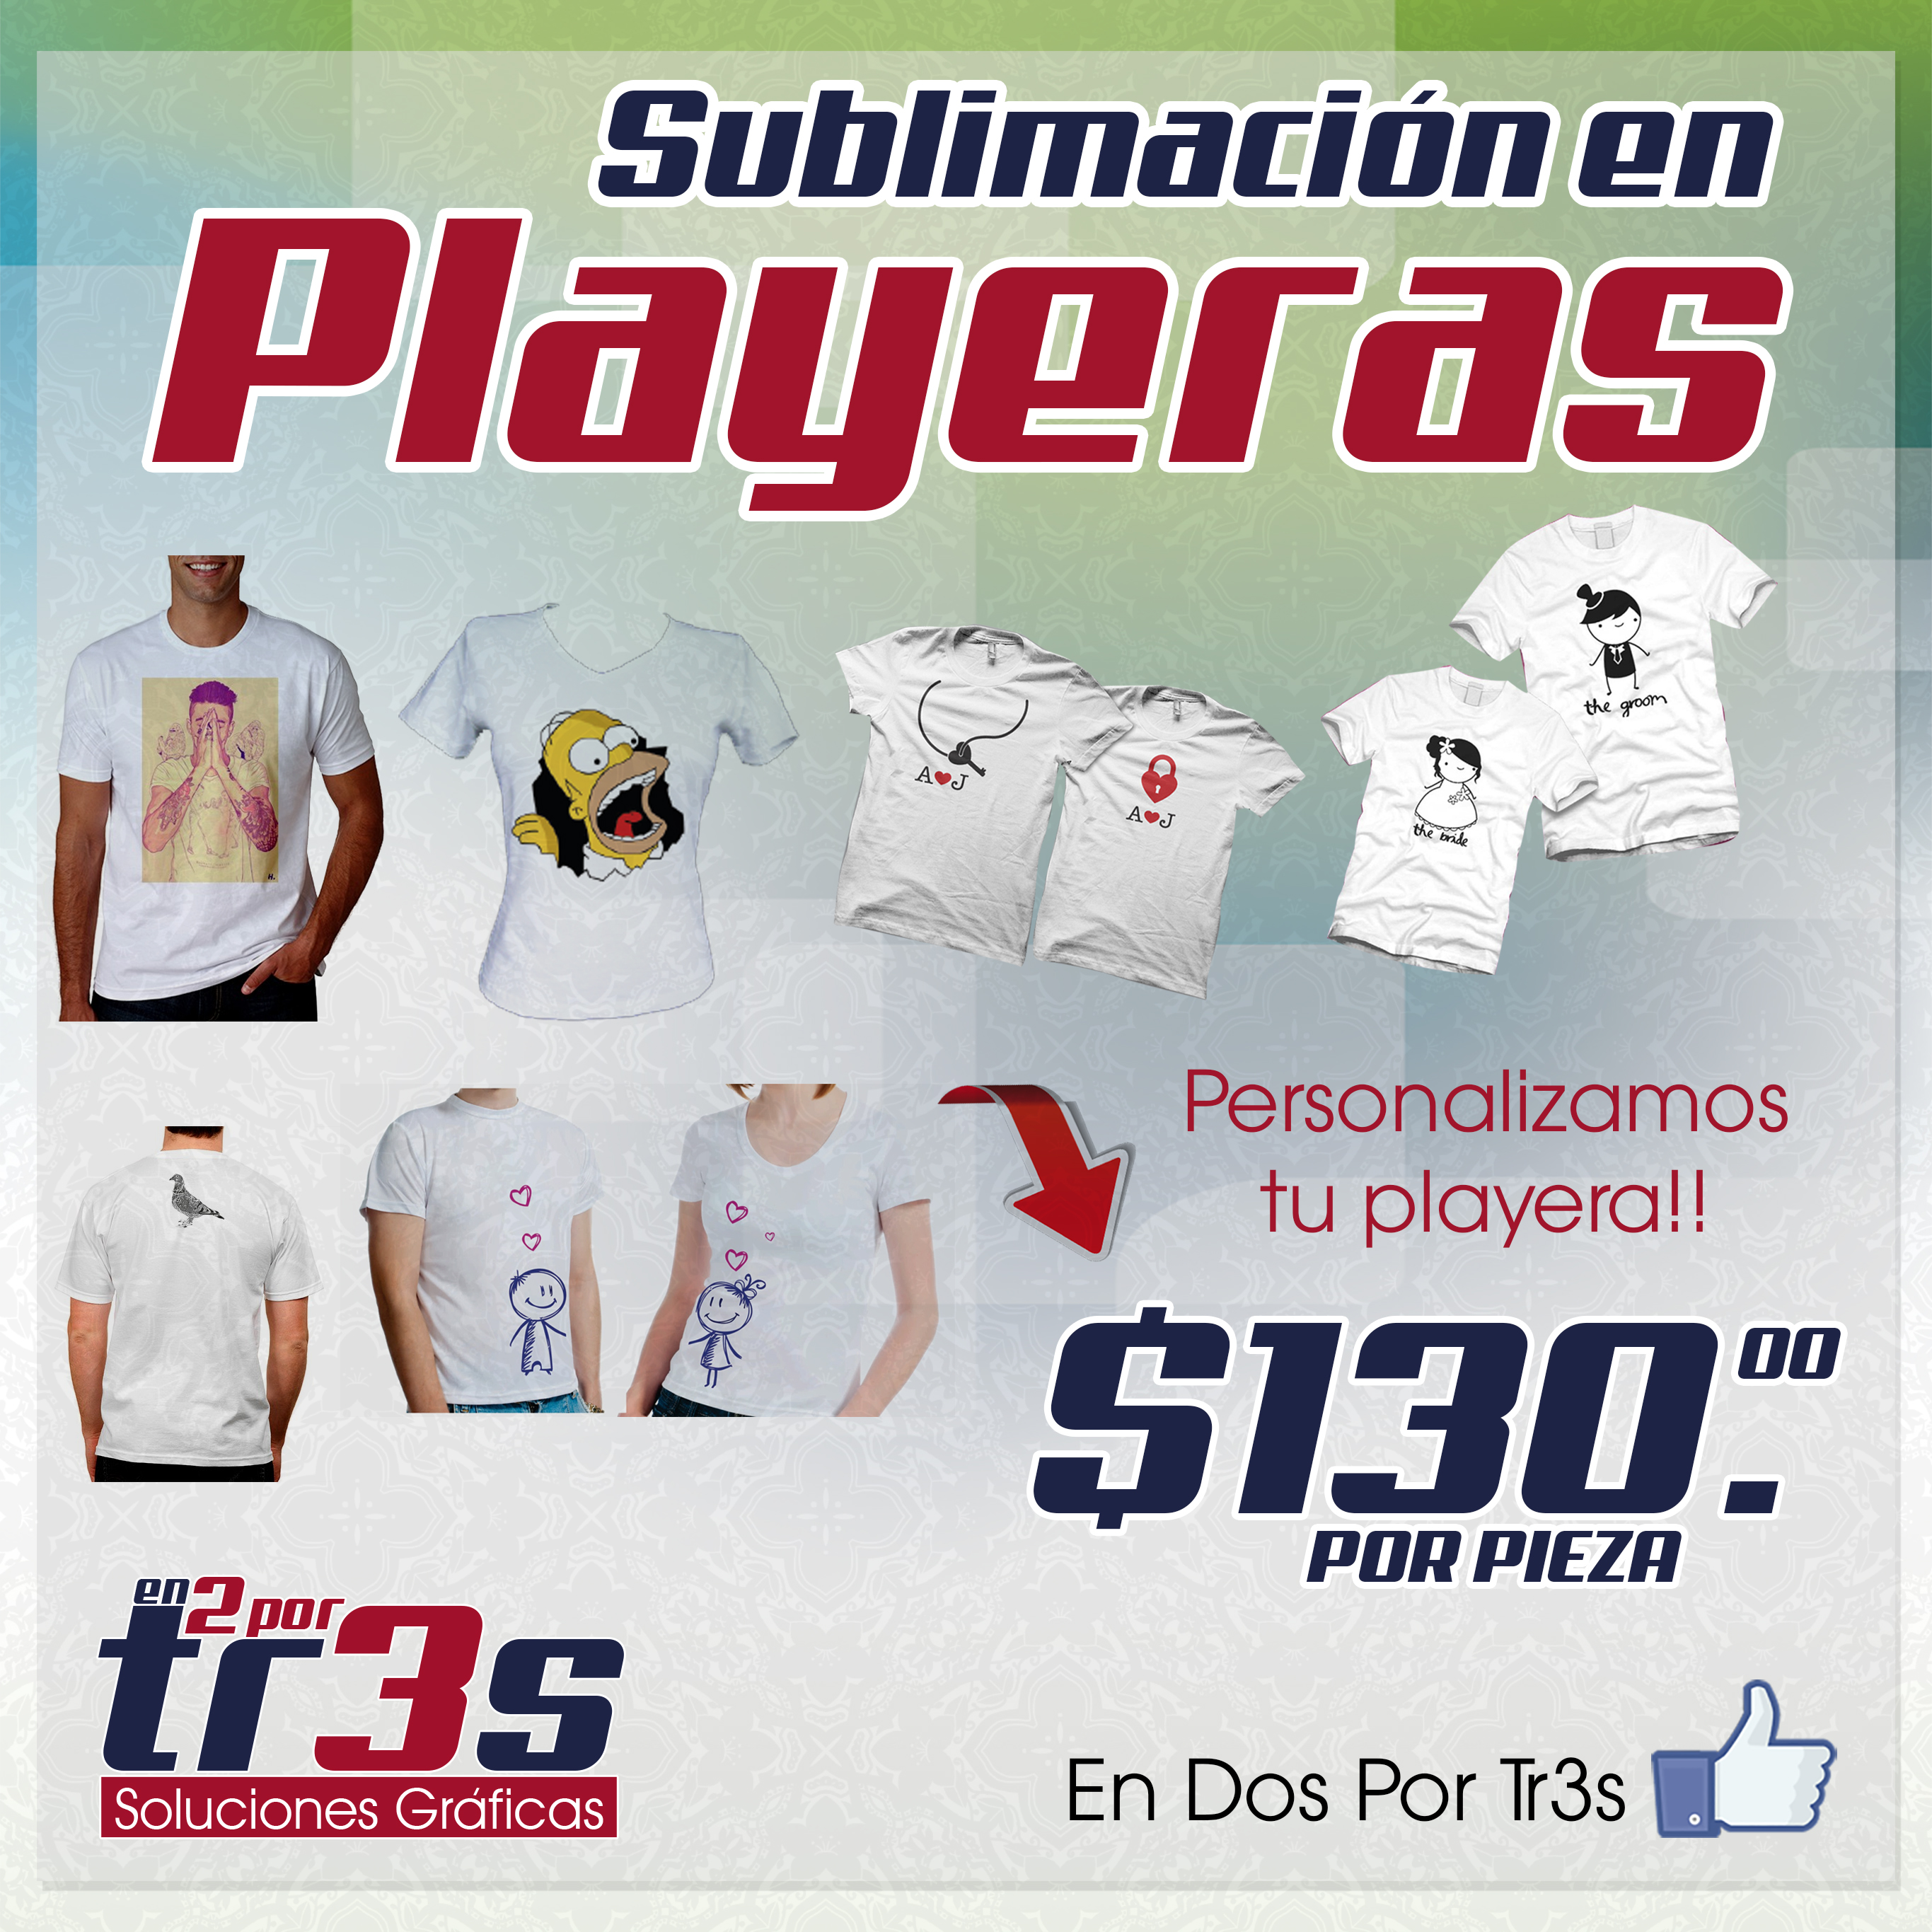 Sublimación en
Playeras
H.
A♥J
A♥J
the groom
the bride
Personalizamos
tu playera!!
$130.00
POR PIEZA
en 2 por
tr3s
Soluciones Gráficas
En Dos Por Tr3s